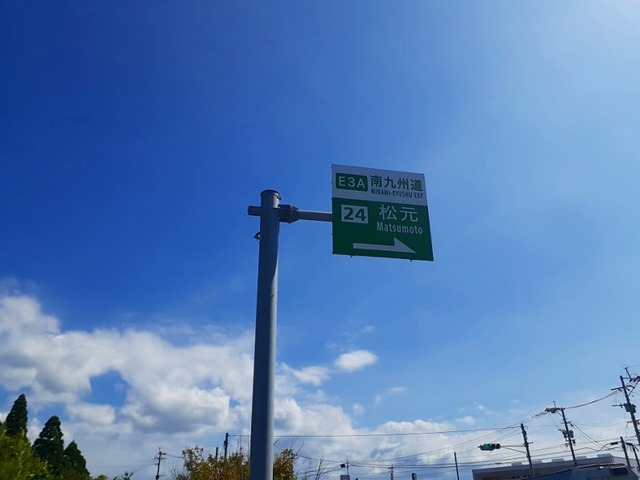 E3A 南九州道
MINAMI-KYUSHU EXP
24 松元
Matsumoto